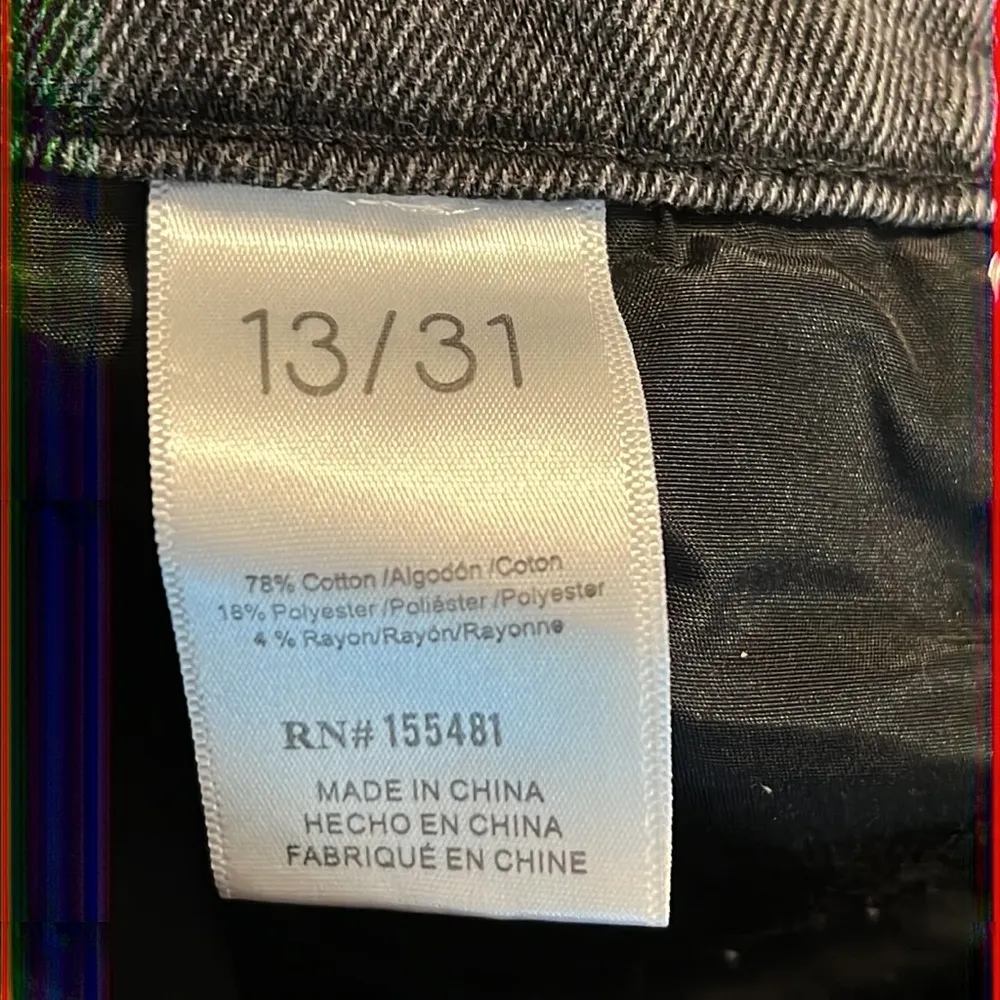 13/31
78% Cotton /Algodón /Coton
18% Polyester /Poliéster /Polyester
4 % Rayon/Rayón/Rayonne
RN# 155481
MADE IN CHINA
HECHO EN CHINA
FABRIQUÉ EN CHINE